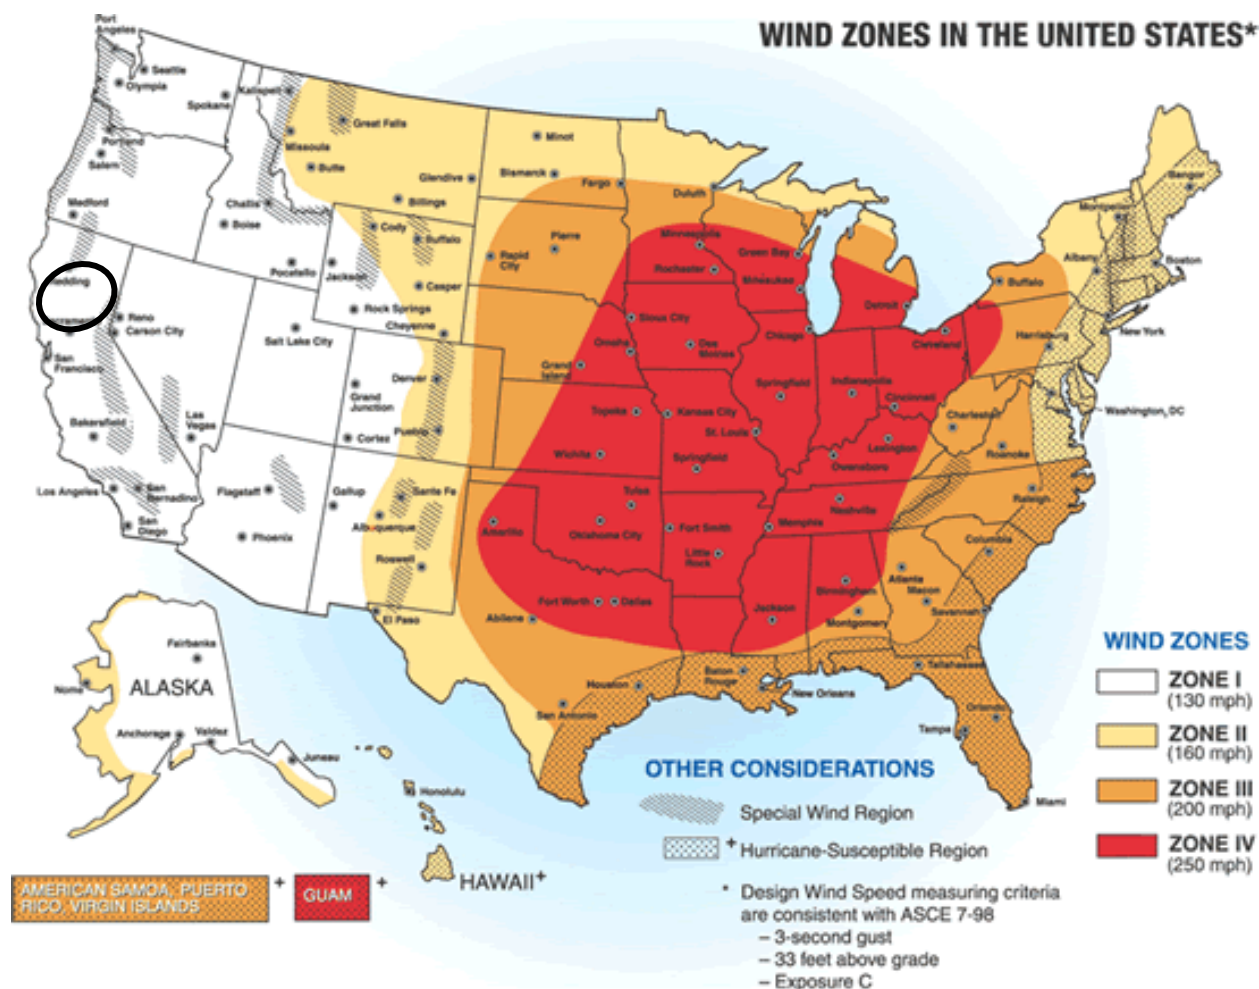 WIND ZONES IN THE UNITED STATES*
Port
Angeles
Seattle
Olympia
Spokane
Kalispell
Great Falls
Missoula
Butte
Glendive
Billings
Minot
Bismarck
Fargo
Duluth
Portland
Salem
Medford
Challis
Boise
Pocatello
Cody
Buffalo
Jackson
Casper
Rock Springs
Cheyenne
Rapid
City
Pierre
Minneapolis
Rochester
Green Bay
Milwaukee
Detroit
Buffalo
Albany
Montpelier
Bangor
Boston
New York
Harrisburg
Cleveland
Chicago
Reno
Carson City
San
Francisco
Salt Lake City
Grand
Junction
Denver
Pueblo
Cortez
Sioux City
Omaha
Des
Moines
Grand
Island
Springfield
Indianapolis
Cincinnati
Charleston
Washington, DC
Topeka
Kansas City
St. Louis
Lexington
Roanoke
Wichita
Springfield
Owensboro
Bakersfield
Las
Vegas
Los Angeles
San
Bernadino
San
Diego
Flagstaff
Phoenix
Gallup
Santa Fe
Albuquerque
Roswell
El Paso
Amarillo
Tulsa
Oklahoma City
Fort Smith
Little
Rock
Memphis
Nashville
Raleigh
Columbia
Atlanta
Macon
Savannah
Birmingham
Montgomery
Jackson
Fort Worth
Dallas
Abilene
Houston
San Antonio
Baton
Rouge
New Orleans
Tallahassee
Orlando
Tampa
Miami
Fairbanks
ALASKA
Nome
Anchorage
Valdez
Juneau
Honolulu
HAWAII+
WIND ZONES
ZONE I
(130 mph)
ZONE II
(160 mph)
ZONE III
(200 mph)
ZONE IV
(250 mph)
OTHER CONSIDERATIONS
Special Wind Region
+ Hurricane-Susceptible Region
* Design Wind Speed measuring criteria
are consistent with ASCE 7-98
– 3-second gust
– 33 feet above grade
– Exposure C
AMERICAN SAMOA, PUERTO
RICO, VIRGIN ISLANDS
+
GUAM
+